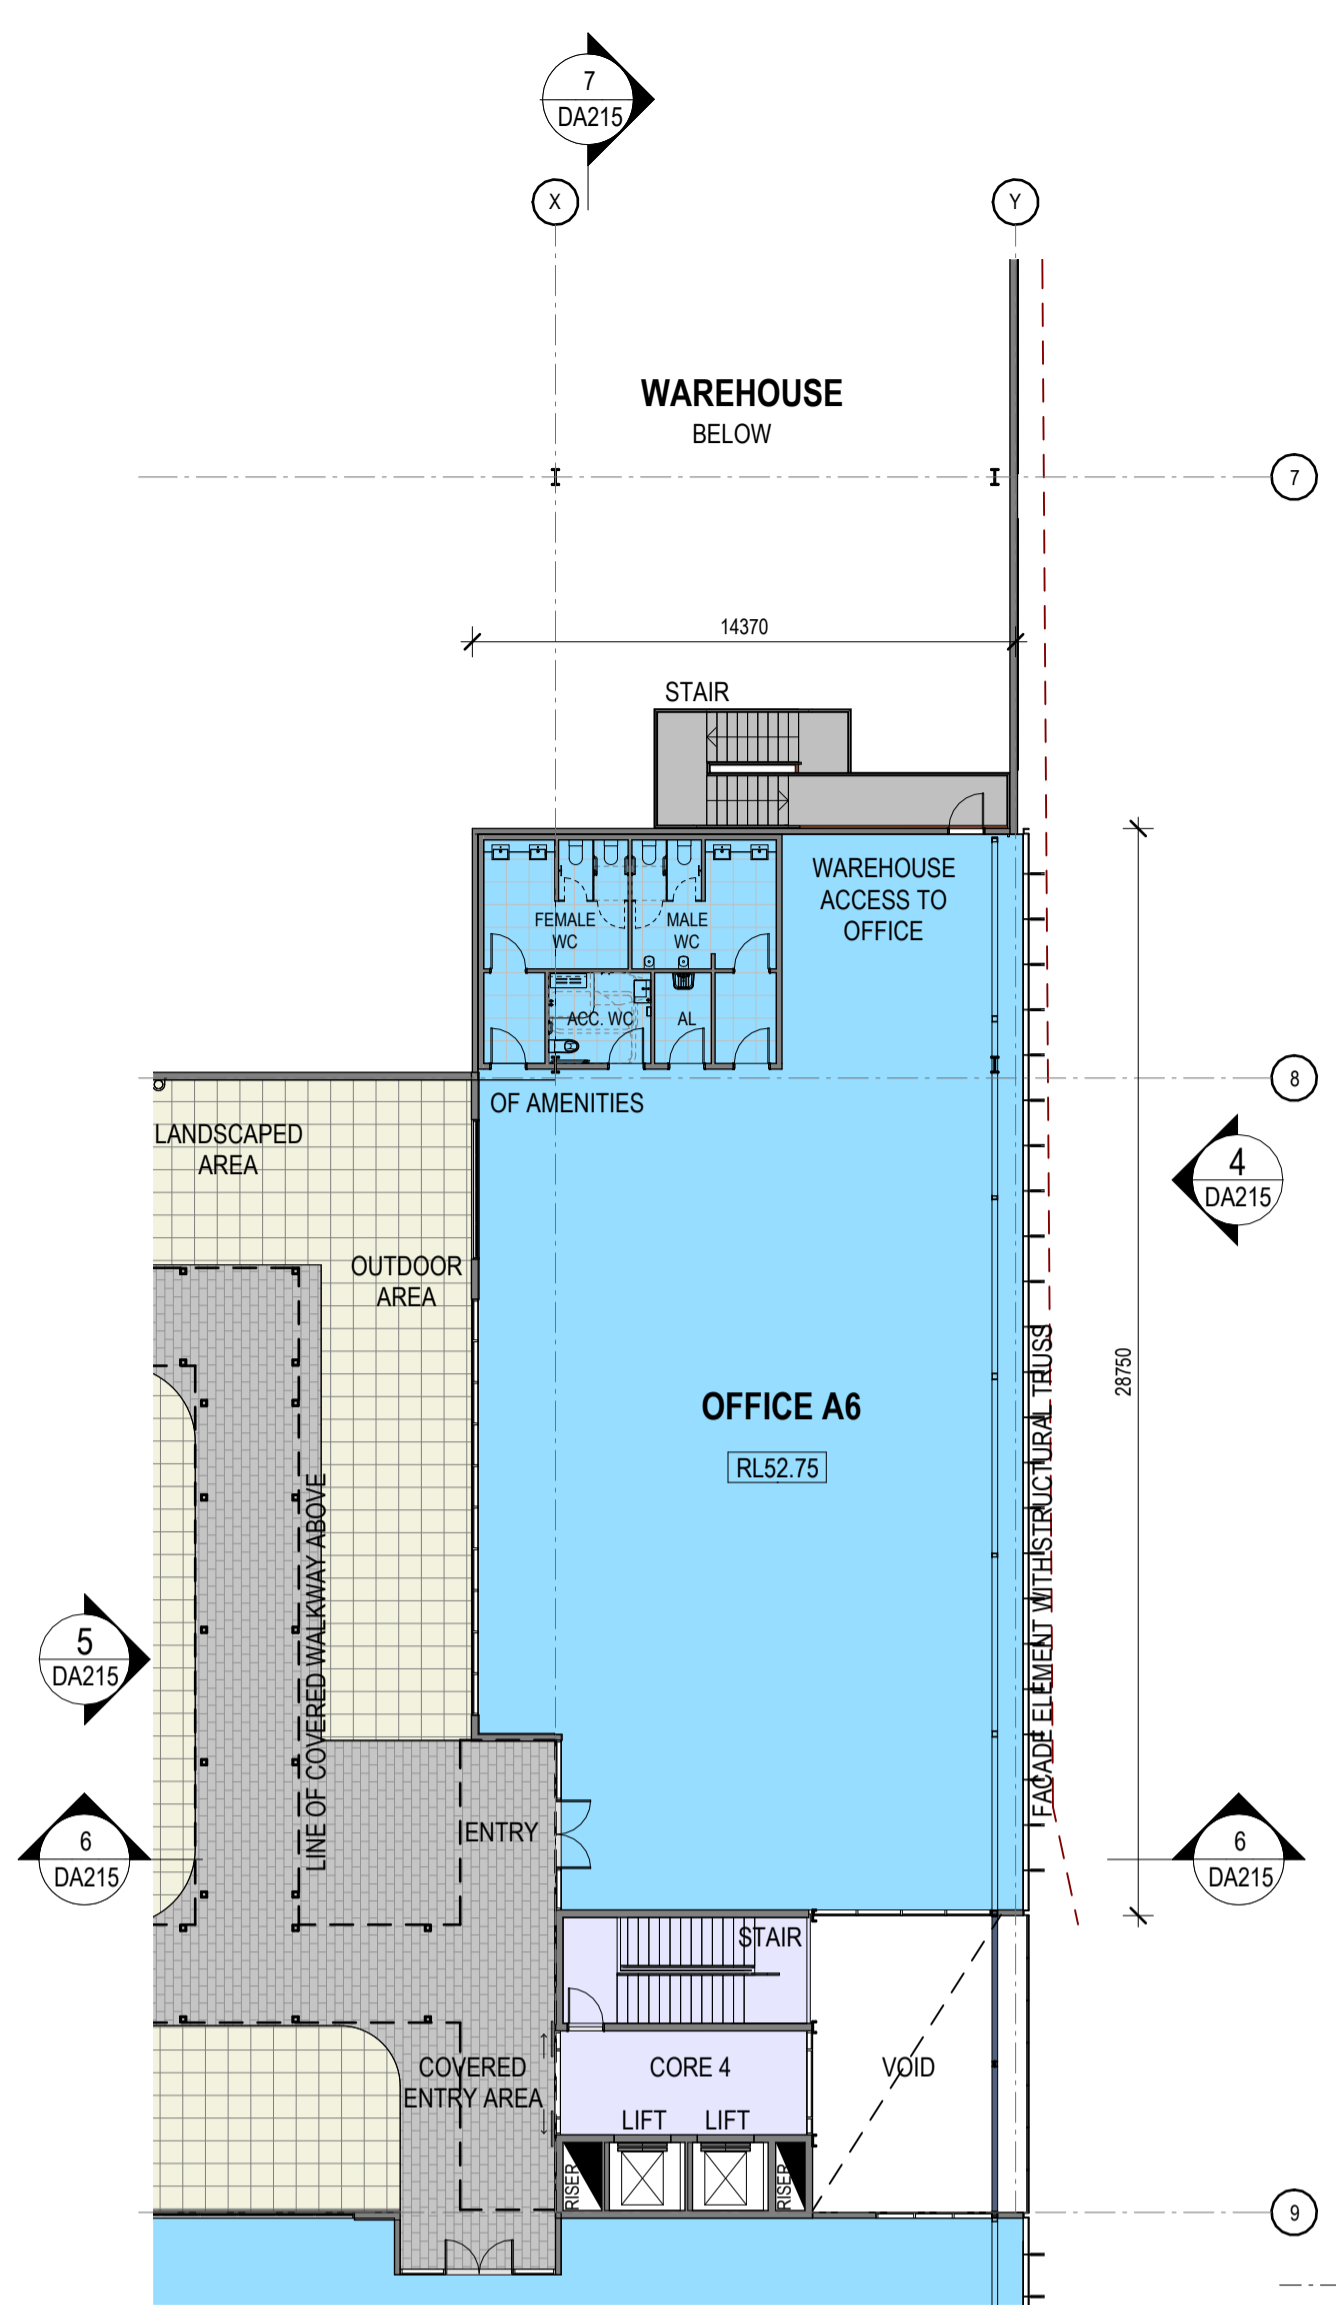 7
DA215
X
Y
WAREHOUSE
BELOW
7
14370
STAIR
WAREHOUSE
ACCESS TO
OFFICE
FEMALE
WC
MALE
WC
ACC. WC
AL
8
OF AMENITIES
LANDSCAPED
AREA
4
DA215
OUTDOOR
AREA
28750
OFFICE A6
RL52.75
FACADE ELEMENT WITH STRUCTURAL TRUSS
LINE OF COVERED WALKWAY ABOVE
5
DA215
ENTRY
6
DA215
6
DA215
STAIR
COVERED
ENTRY AREA
CORE 4
VOID
LIFT
LIFT
RISER
RISER
9